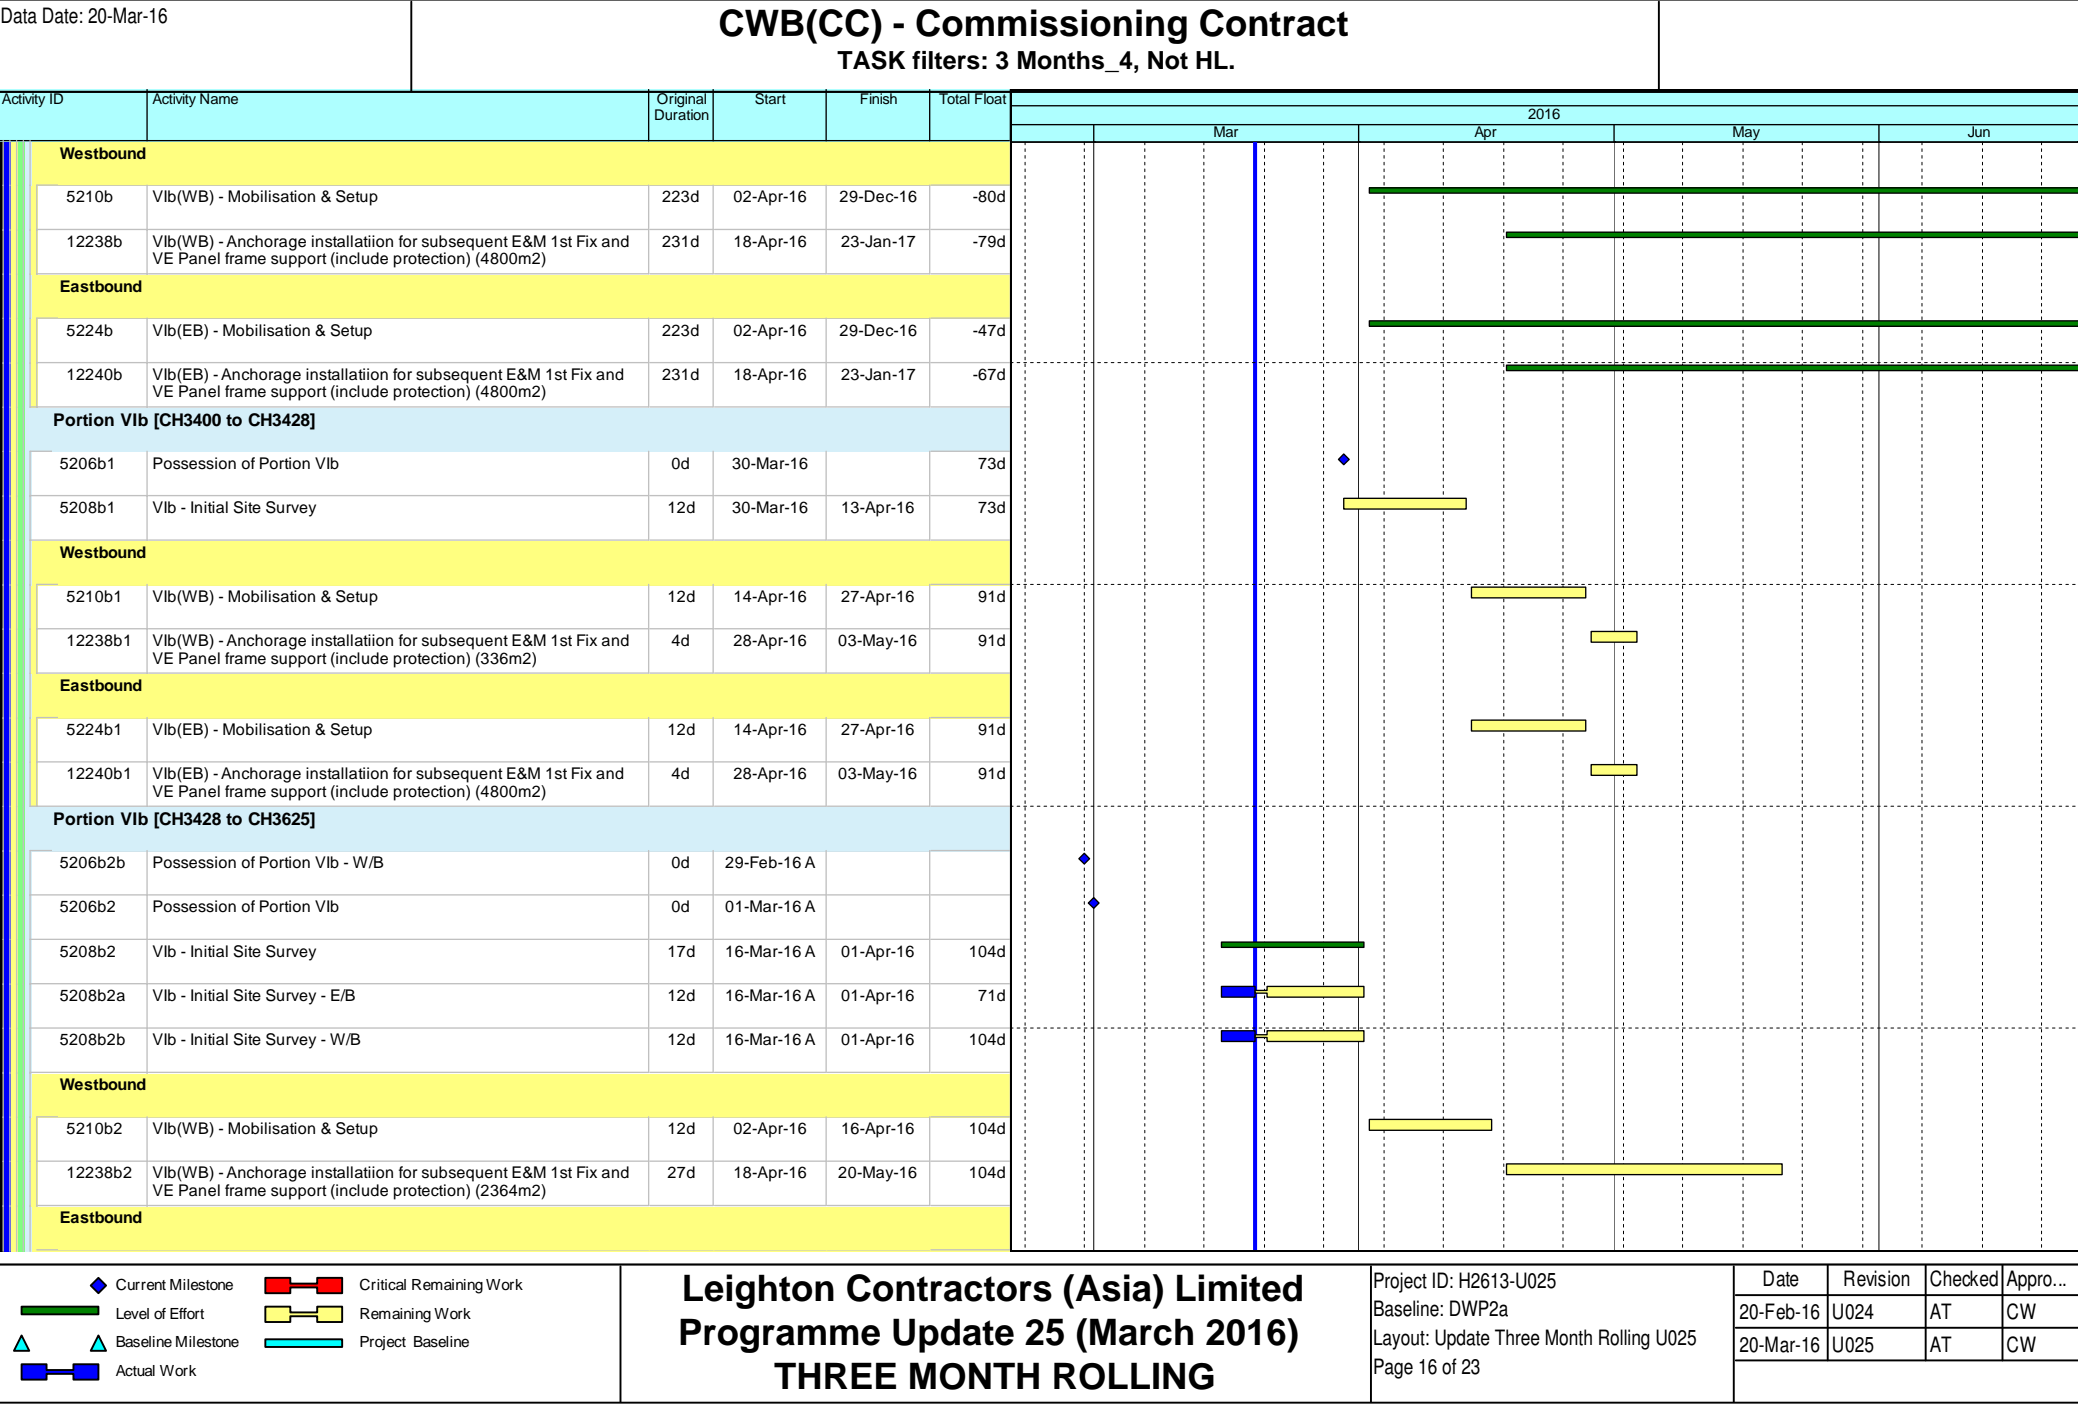 Data Date: 20-Mar-16
CWB(CC) - Commissioning Contract
TASK filters: 3 Months_4, Not HL.
Activity ID Activity Name Original Duration Start Finish Total Float
2016
Mar Apr May Jun
Westbound
5210b VIb(WB) - Mobilisation & Setup 223d 02-Apr-16 29-Dec-16 -80d
12238b VIb(WB) - Anchorage installatiion for subsequent E&M 1st Fix and 231d 18-Apr-16 23-Jan-17 -79d
VE Panel frame support (include protection) (4800m2)
Eastbound
5224b VIb(EB) - Mobilisation & Setup 223d 02-Apr-16 29-Dec-16 -47d
12240b VIb(EB) - Anchorage installatiion for subsequent E&M 1st Fix and 231d 18-Apr-16 23-Jan-17 -67d
VE Panel frame support (include protection) (4800m2)
Portion VIb [CH3400 to CH3428]
5206b1 Possession of Portion VIb 0d 30-Mar-16 73d
5208b1 VIb - Initial Site Survey 12d 30-Mar-16 13-Apr-16 73d
Westbound
5210b1 VIb(WB) - Mobilisation & Setup 12d 14-Apr-16 27-Apr-16 91d
12238b1 VIb(WB) - Anchorage installatiion for subsequent E&M 1st Fix and 4d 28-Apr-16 03-May-16 91d
VE Panel frame support (include protection) (336m2)
Eastbound
5224b1 VIb(EB) - Mobilisation & Setup 12d 14-Apr-16 27-Apr-16 91d
12240b1 VIb(EB) - Anchorage installatiion for subsequent E&M 1st Fix and 4d 28-Apr-16 03-May-16 91d
VE Panel frame support (include protection) (4800m2)
Portion VIb [CH3428 to CH3625]
5206b2b Possession of Portion VIb - W/B 0d 29-Feb-16 A
5206b2 Possession of Portion VIb 0d 01-Mar-16 A
5208b2 VIb - Initial Site Survey 17d 16-Mar-16 A 01-Apr-16 104d
5208b2a VIb - Initial Site Survey - E/B 12d 16-Mar-16 A 01-Apr-16 71d
5208b2b VIb - Initial Site Survey - W/B 12d 16-Mar-16 A 01-Apr-16 104d
Westbound
5210b2 VIb(WB) - Mobilisation & Setup 12d 02-Apr-16 16-Apr-16 104d
12238b2 VIb(WB) - Anchorage installatiion for subsequent E&M 1st Fix and 27d 18-Apr-16 20-May-16 104d
VE Panel frame support (include protection) (2364m2)
Eastbound
Current Milestone Critical Remaining Work
Level of Effort Remaining Work
Baseline Milestone Project Baseline
Actual Work
Leighton Contractors (Asia) Limited
Programme Update 25 (March 2016)
THREE MONTH ROLLING
Project ID: H2613-U025
Baseline: DWP2a
Layout: Update Three Month Rolling U025
Page 16 of 23
Date Revision Checked Appro...
20-Feb-16 U024 AT CW
20-Mar-16 U025 AT CW